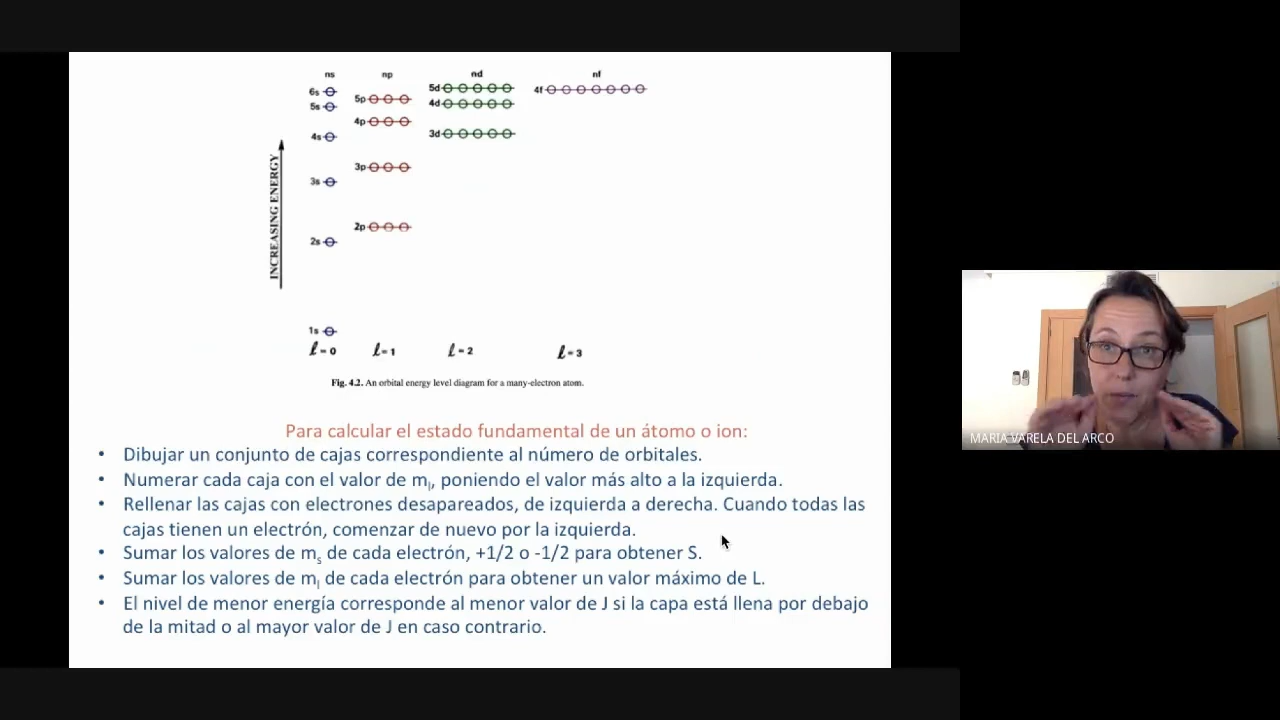 ns np nd nf
6s
5s
4s
3s
2s
1s
5p
4p
3p
2p
5d
4d
3d
4f
INCREASING ENERGY
ℓ=0 ℓ=1 ℓ=2 ℓ=3
Fig. 4.2. An orbital energy level diagram for a many-electron atom.
Para calcular el estado fundamental de un átomo o ion:
• Dibujar un conjunto de cajas correspondiente al número de orbitales.
• Numerar cada caja con el valor de ml, poniendo el valor más alto a la izquierda.
• Rellenar las cajas con electrones desapareados, de izquierda a derecha. Cuando todas las
cajas tienen un electrón, comenzar de nuevo por la izquierda.
• Sumar los valores de ms de cada electrón, +1/2 o -1/2 para obtener S.
• Sumar los valores de ml de cada electrón para obtener un valor máximo de L.
• El nivel de menor energía corresponde al menor valor de J si la capa está llena por debajo
de la mitad o al mayor valor de J en caso contrario.
MARIA VARELA DEL ARCO